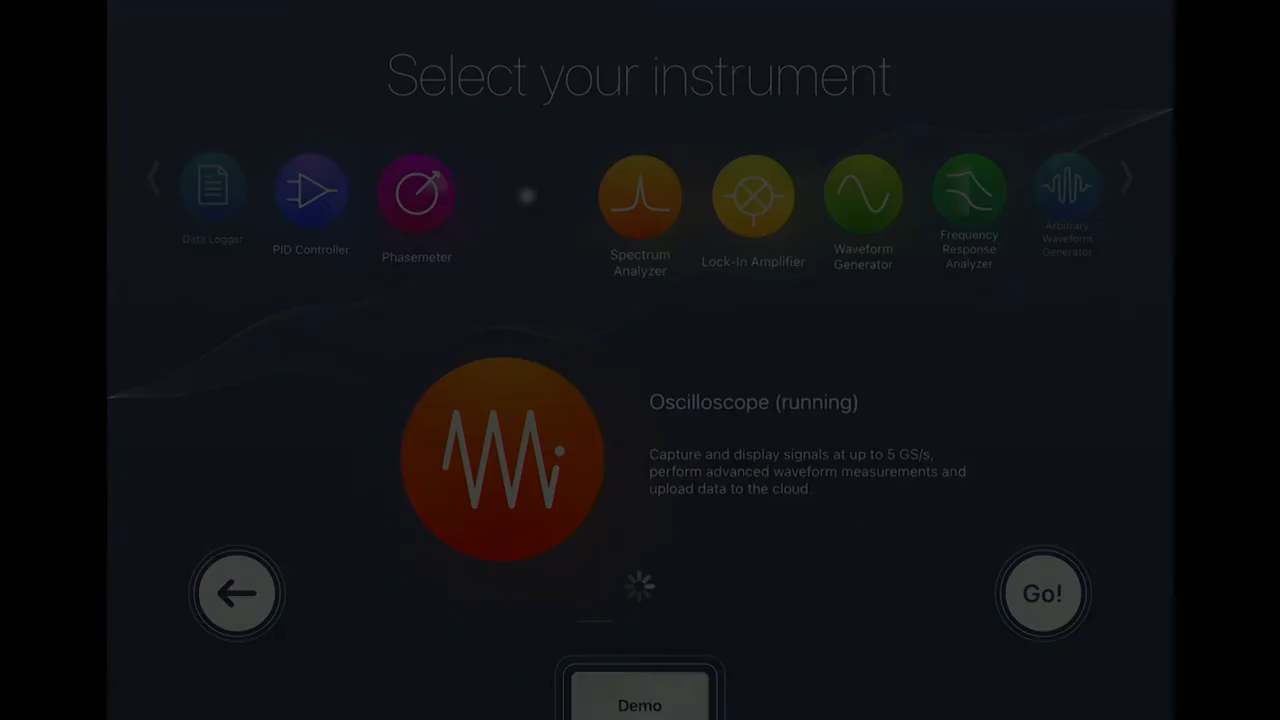 Select your instrument
Data Logger
PID Controller
Phasemeter
Spectrum
Analyzer
Lock-In Amplifier
Waveform
Generator
Frequency
Response
Analyzer
Arbitrary
Waveform
Generator
Oscilloscope (running)
Capture and display signals at up to 5 GS/s,
perform advanced waveform measurements and
upload data to the cloud.
Go!
Demo